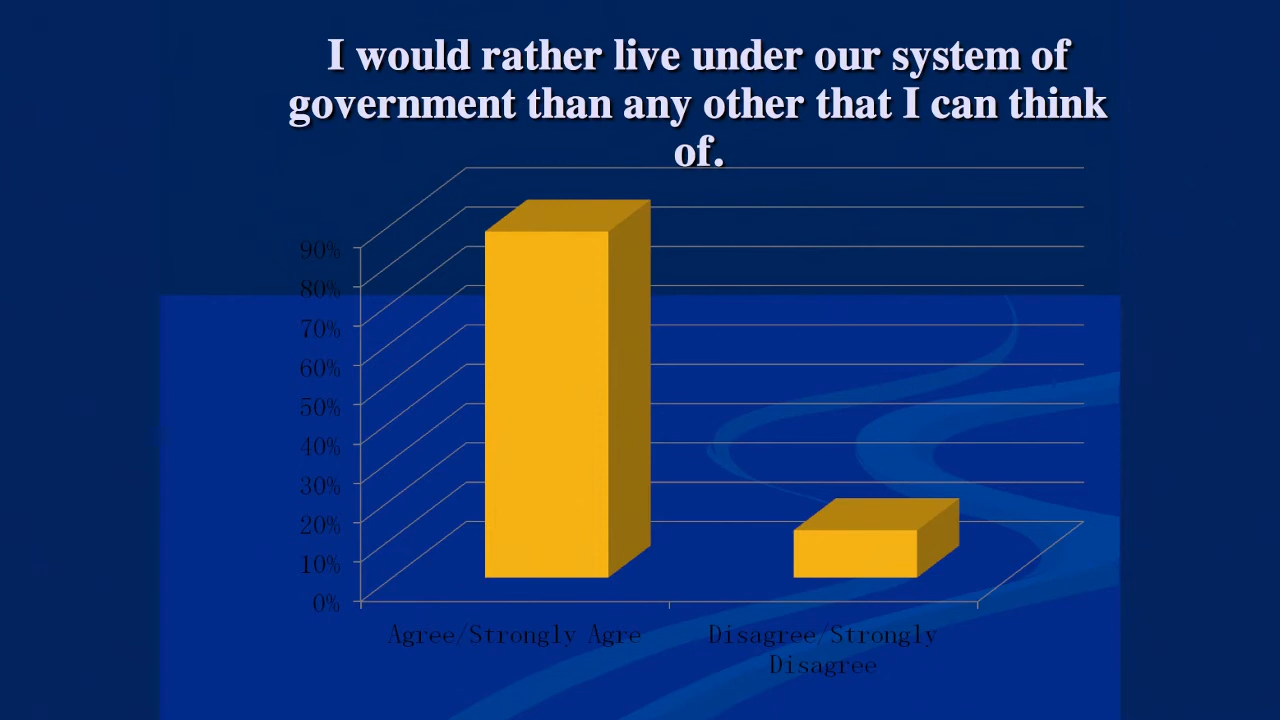 I would rather live under our system of
government than any other that I can think
of.
90%
80%
70%
60%
50%
40%
30%
20%
10%
0%
Agree/Strongly Agre
Disagree/Strongly
Disagree